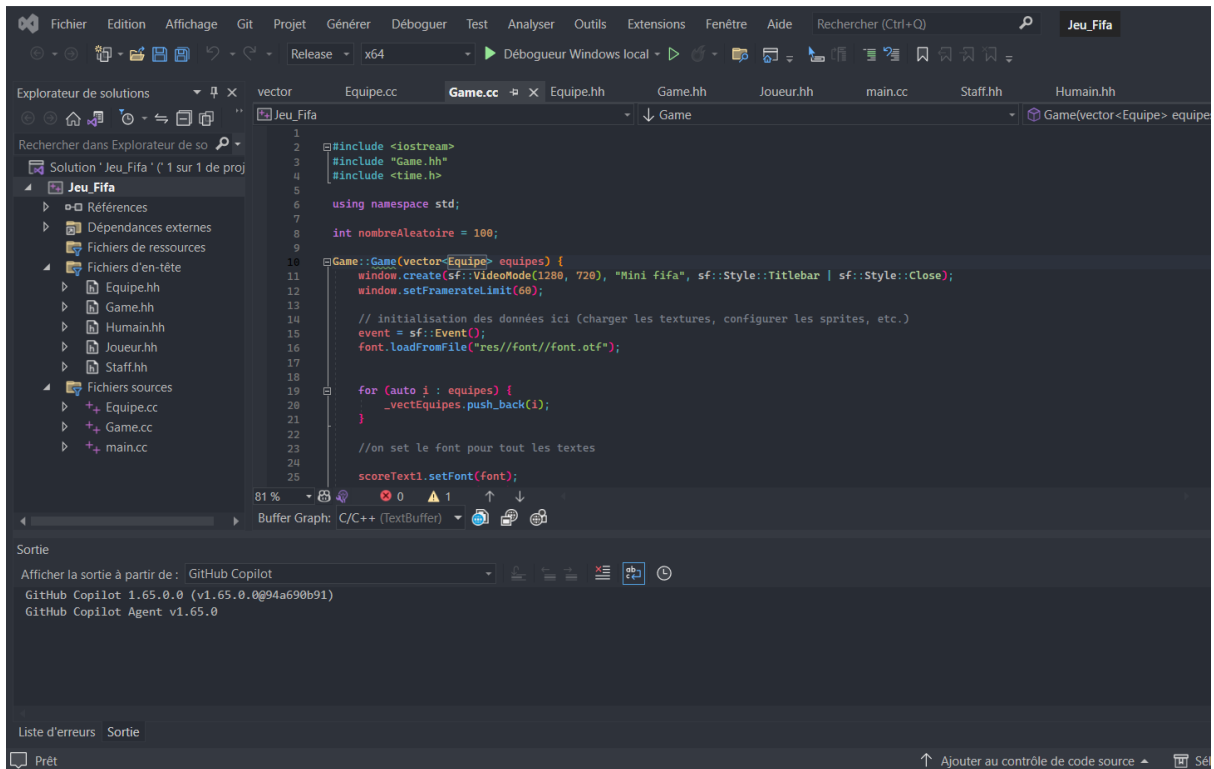 Fichier Edition Affichage Git Projet Générer Déboguer Test Analyser Outils Extensions Fenêtre Aide Rechercher (Ctrl+Q) Jeu_Fifa
Release x64 Débogueur Windows local
Explorateur de solutions
vector Equipe.cc Game.cc Equipe.hh Game.hh Joueur.hh main.cc Staff.hh Humain.hh
Jeu_Fifa Game Game(vector<Equipe> equipes
Rechercher dans Explorateur de so
Solution ' Jeu_Fifa ' (' 1 sur 1 de proj
Jeu_Fifa
Références
Dépendances externes
Fichiers de ressources
Fichiers d'en-tête
Equipe.hh
Game.hh
Humain.hh
Joueur.hh
Staff.hh
Fichiers sources
Equipe.cc
Game.cc
main.cc
1
2 #include <iostream>
3 #include "Game.hh"
4 #include <time.h>
5
6 using namespace std;
7
8 int nombreAleatoire = 100;
9
10 Game::Game(vector<Equipe> equipes) {
11 window.create(sf::VideoMode(1280, 720), "Mini fifa", sf::Style::Titlebar | sf::Style::Close);
12 window.setFramerateLimit(60);
13
14 // initialisation des données ici (charger les textures, configurer les sprites, etc.)
15 event = sf::Event();
16 font.loadFromFile("res//font//font.otf");
17
18
19 for (auto i : equipes) {
20 _vectEquipes.push_back(i);
21 }
22
23 //on set le font pour tout les textes
24
25 scoreText1.setFont(font);
81 % 0 1
Buffer Graph: C/C++ (TextBuffer)
Sortie
Afficher la sortie à partir de : GitHub Copilot
GitHub Copilot 1.65.0.0 (v1.65.0.0@94a690b91)
GitHub Copilot Agent v1.65.0
Liste d'erreurs Sortie
Prêt Ajouter au contrôle de code source Sél